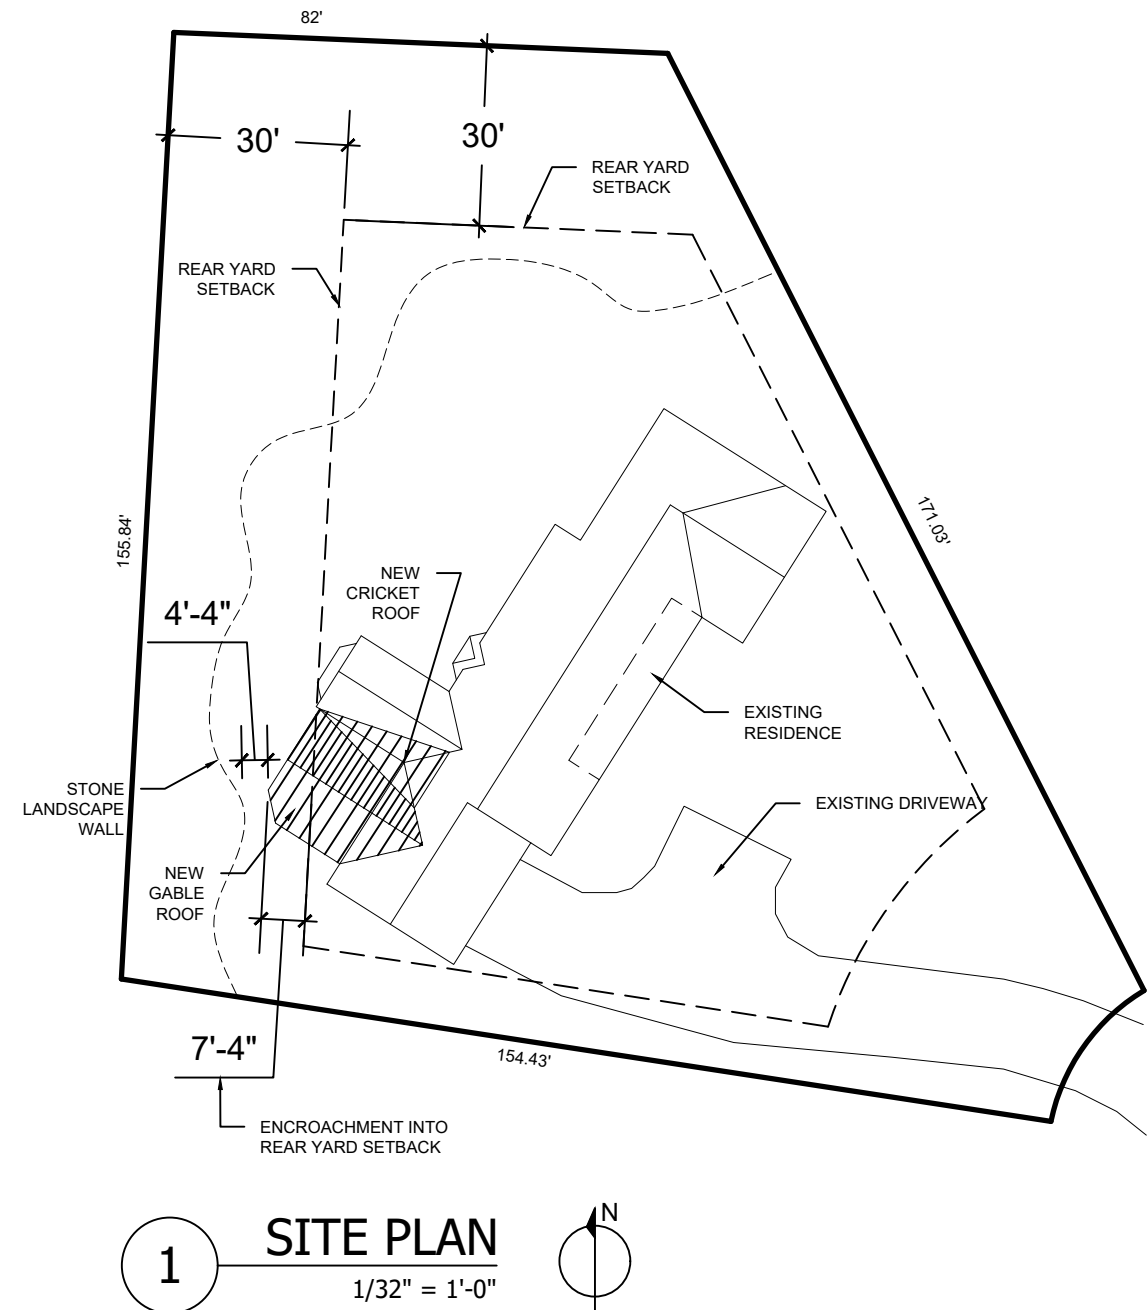 82'
30'
30'
REAR YARD
SETBACK
REAR YARD
SETBACK
155.84'
171.03'
NEW
CRICKET
ROOF
4'-4"
EXISTING
RESIDENCE
STONE
LANDSCAPE
WALL
EXISTING DRIVEWAY
NEW
GABLE
ROOF
7'-4"
154.43'
ENCROACHMENT INTO
REAR YARD SETBACK
1
SITE PLAN
1/32" = 1'-0"
N